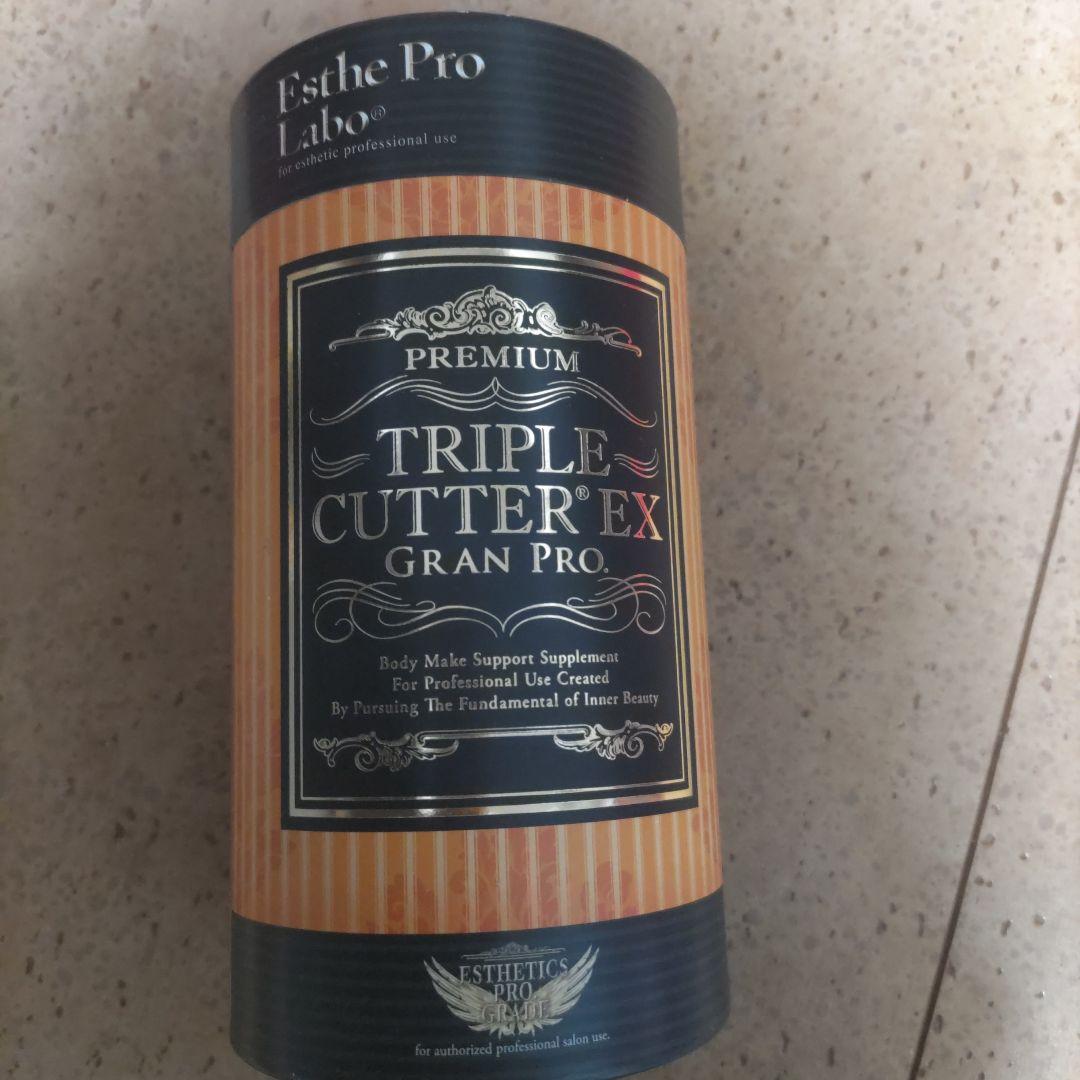 Esthe Pro
Labo®
for esthetic professional use
PREMIUM
TRIPLE
CUTTER® EX
GRAN PRO.
Body Make Support Supplement
For Professional Use Created
By Pursuing The Fundamental of Inner Beauty
ESTHETICS
PRO
GRADE
for authorized professional salon use.